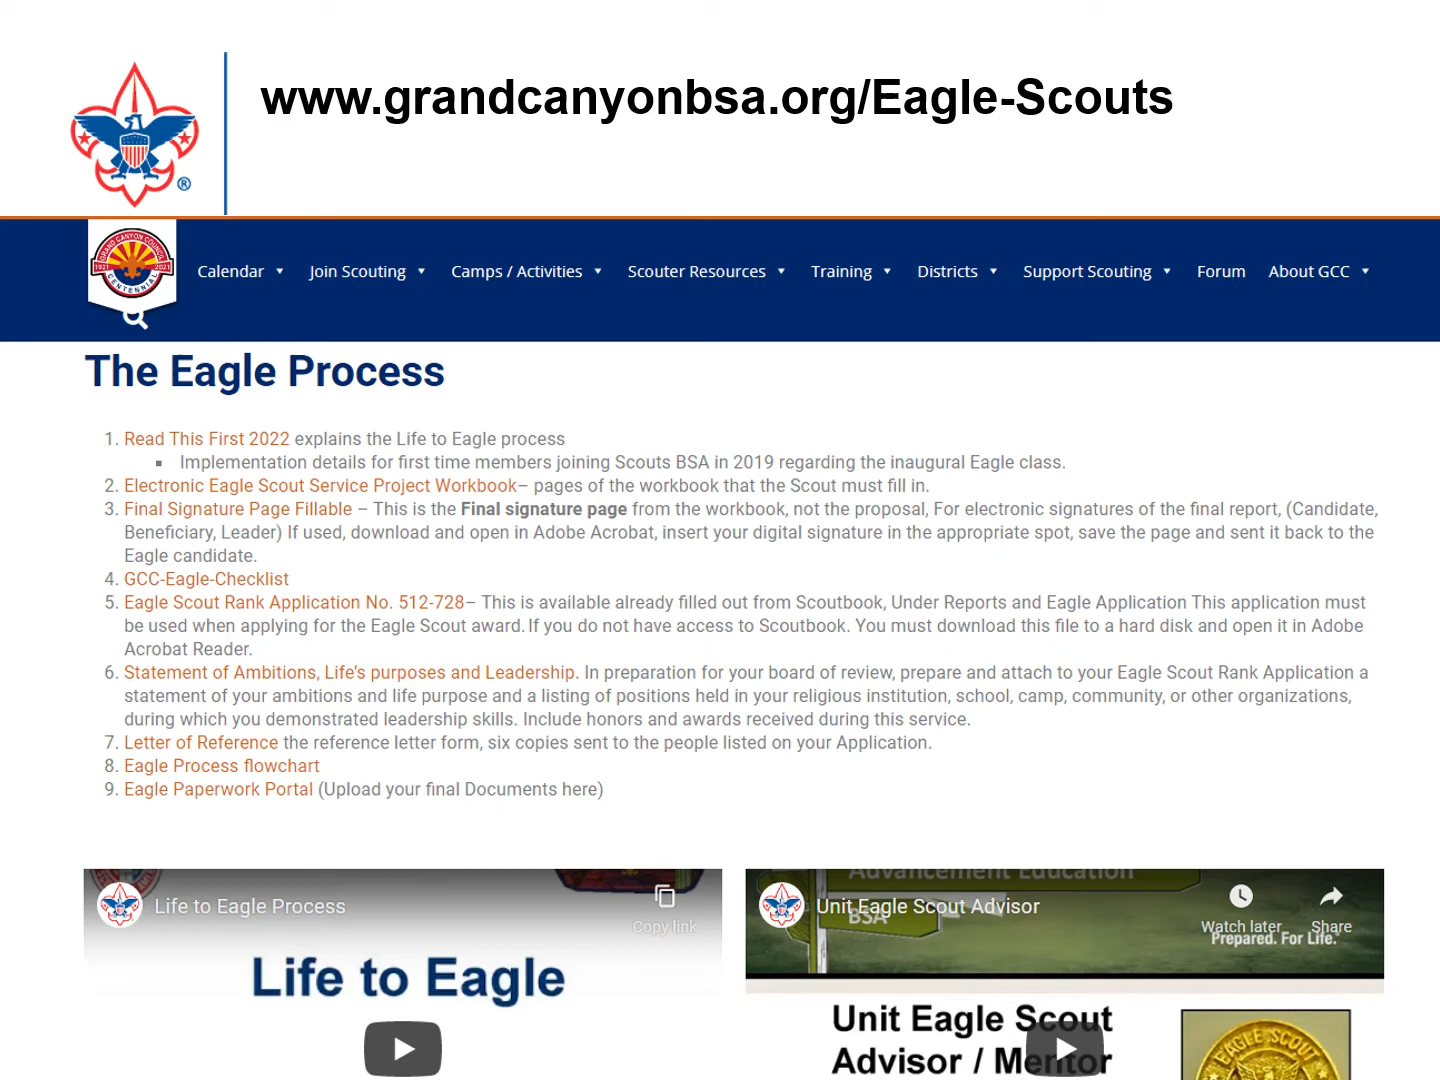 www.grandcanyonbsa.org/Eagle-Scouts
®
GRAND CANYON COUNCIL
1921 2021
CENTENNIAL
Calendar Join Scouting Camps / Activities Scouter Resources Training Districts Support Scouting Forum About GCC
The Eagle Process
1. Read This First 2022 explains the Life to Eagle process
▪ Implementation details for first time members joining Scouts BSA in 2019 regarding the inaugural Eagle class.
2. Electronic Eagle Scout Service Project Workbook– pages of the workbook that the Scout must fill in.
3. Final Signature Page Fillable – This is the Final signature page from the workbook, not the proposal, For electronic signatures of the final report, (Candidate,
Beneficiary, Leader) If used, download and open in Adobe Acrobat, insert your digital signature in the appropriate spot, save the page and sent it back to the
Eagle candidate.
4. GCC-Eagle-Checklist
5. Eagle Scout Rank Application No. 512-728– This is available already filled out from Scoutbook, Under Reports and Eagle Application This application must
be used when applying for the Eagle Scout award. If you do not have access to Scoutbook. You must download this file to a hard disk and open it in Adobe
Acrobat Reader.
6. Statement of Ambitions, Life's purposes and Leadership. In preparation for your board of review, prepare and attach to your Eagle Scout Rank Application a
statement of your ambitions and life purpose and a listing of positions held in your religious institution, school, camp, community, or other organizations,
during which you demonstrated leadership skills. Include honors and awards received during this service.
7. Letter of Reference the reference letter form, six copies sent to the people listed on your Application.
8. Eagle Process flowchart
9. Eagle Paperwork Portal (Upload your final Documents here)
Life to Eagle Process
Copy link
Life to Eagle
Advancement Education
Unit Eagle Scout Advisor
BSA
Watch later Share
Prepared. For Life.
Unit Eagle Scout
Advisor / Mentor
EAGLE SCOUT